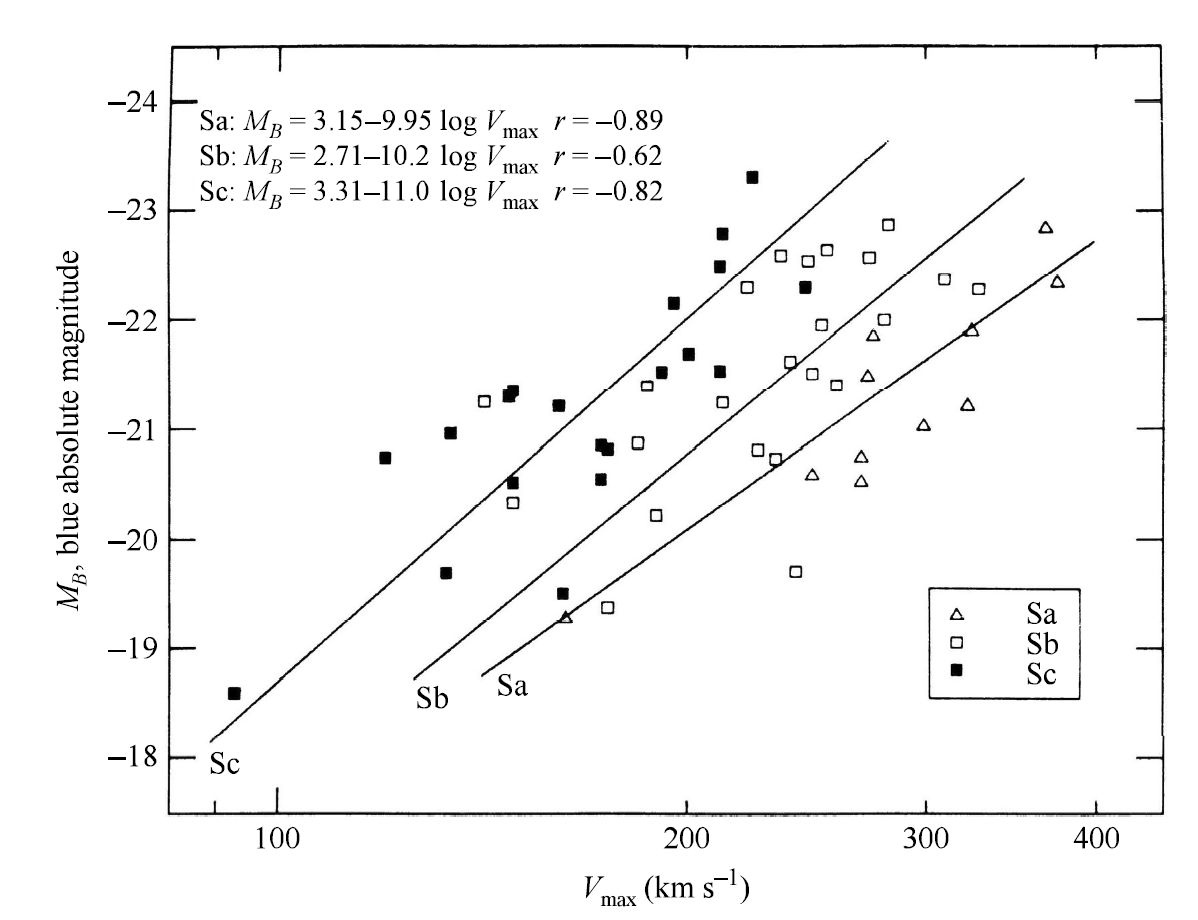 −24
Sa: M_B = 3.15–9.95 log V_max r = –0.89
Sb: M_B = 2.71–10.2 log V_max r = –0.62
Sc: M_B = 3.31–11.0 log V_max r = –0.82
−23
−22
−21
−20
−19
−18
M_B, blue absolute magnitude
Sc
Sb
Sa
Sa
Sb
Sc
100
200
300
400
V_max (km s⁻¹)